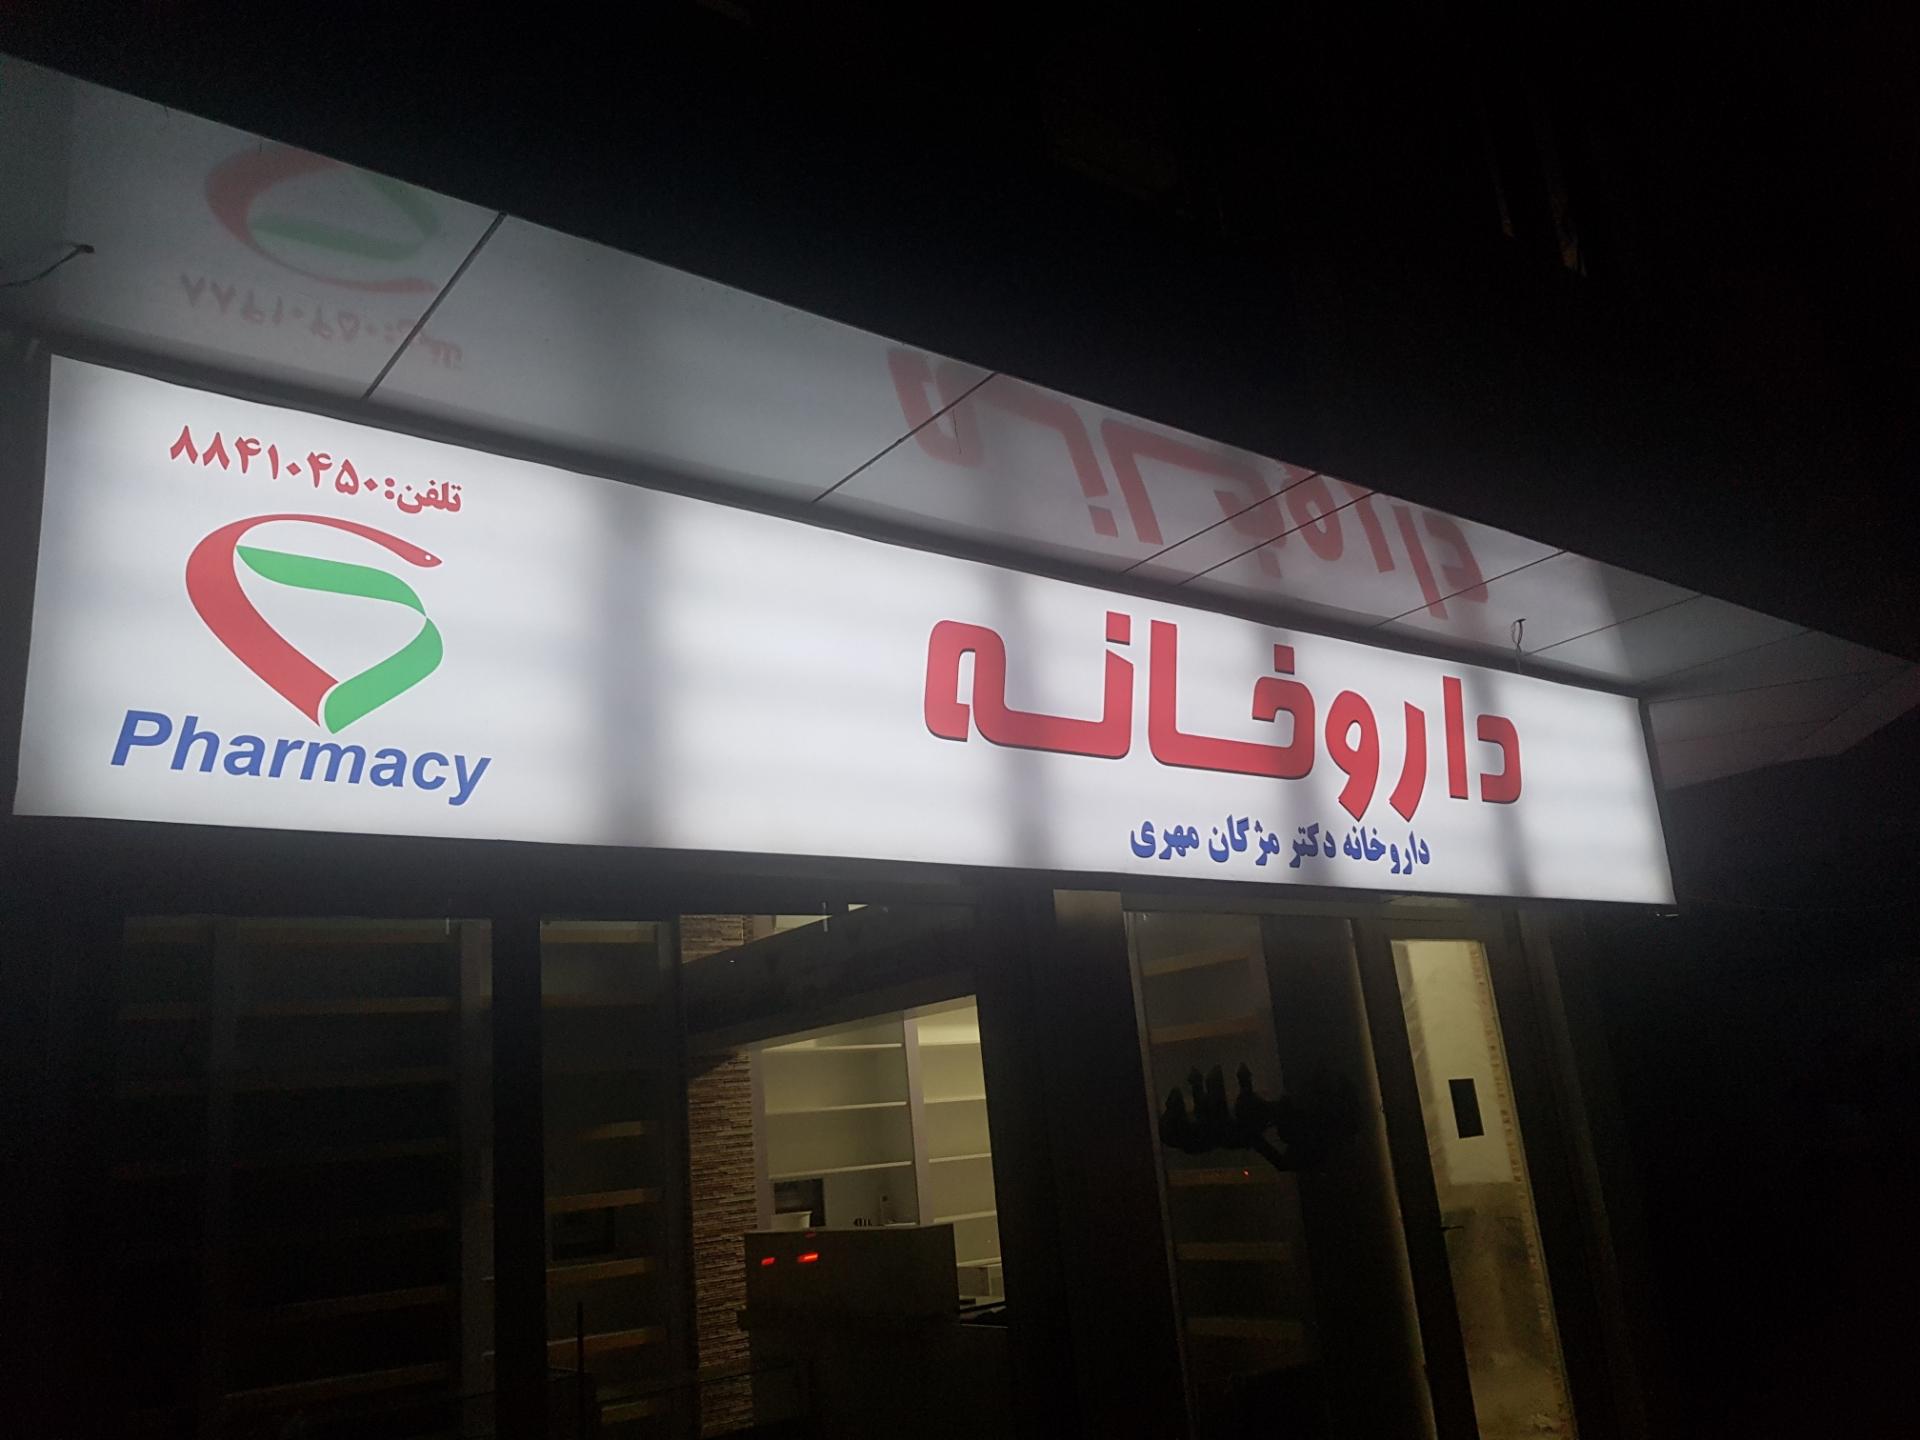 داروخانه
داروخانه دکتر مژگان مهری
تلفن:۸۸۴۱۰۴۵۰
Pharmacy